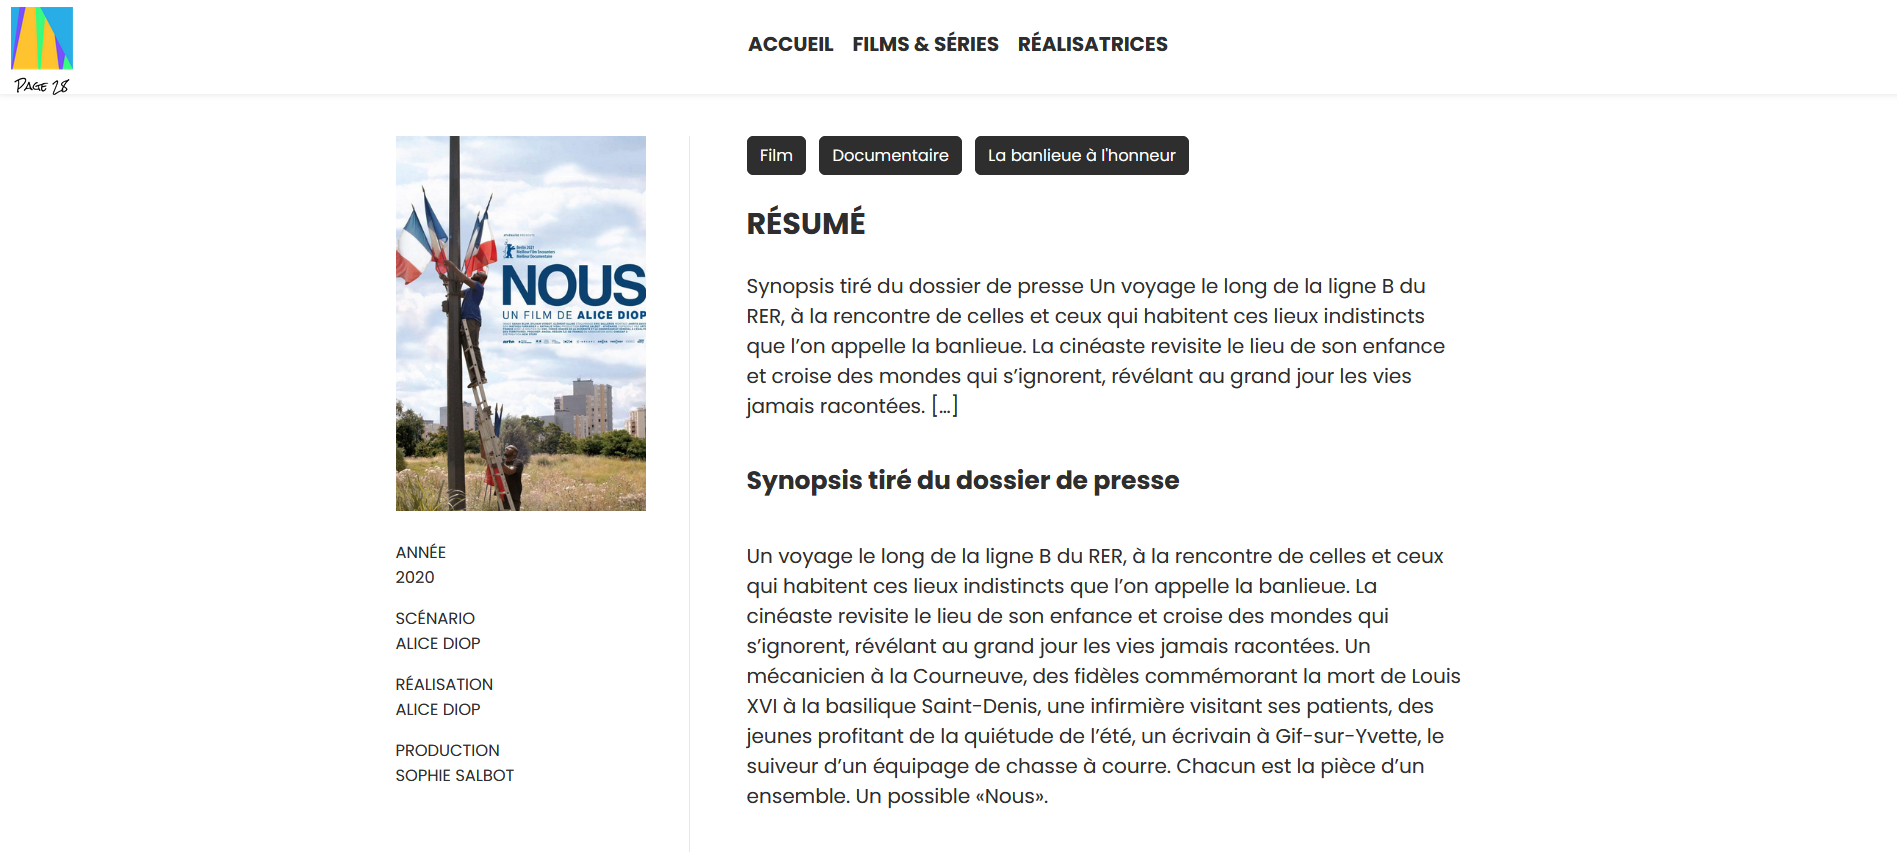 Page 28
ACCUEIL FILMS & SÉRIES RÉALISATRICES
Berlin 2021
Meilleur Film Encounters
Meilleur Documentaire
NOUS
UN FILM DE ALICE DIOP
ANNÉE
2020
SCÉNARIO
ALICE DIOP
RÉALISATION
ALICE DIOP
PRODUCTION
SOPHIE SALBOT
Film Documentaire La banlieue à l'honneur
RÉSUMÉ
Synopsis tiré du dossier de presse Un voyage le long de la ligne B du
RER, à la rencontre de celles et ceux qui habitent ces lieux indistincts
que l’on appelle la banlieue. La cinéaste revisite le lieu de son enfance
et croise des mondes qui s’ignorent, révélant au grand jour les vies
jamais racontées. […]
Synopsis tiré du dossier de presse
Un voyage le long de la ligne B du RER, à la rencontre de celles et ceux
qui habitent ces lieux indistincts que l’on appelle la banlieue. La
cinéaste revisite le lieu de son enfance et croise des mondes qui
s’ignorent, révélant au grand jour les vies jamais racontées. Un
mécanicien à la Courneuve, des fidèles commémorant la mort de Louis
XVI à la basilique Saint-Denis, une infirmière visitant ses patients, des
jeunes profitant de la quiétude de l’été, un écrivain à Gif-sur-Yvette, le
suiveur d’un équipage de chasse à courre. Chacun est la pièce d’un
ensemble. Un possible «Nous».